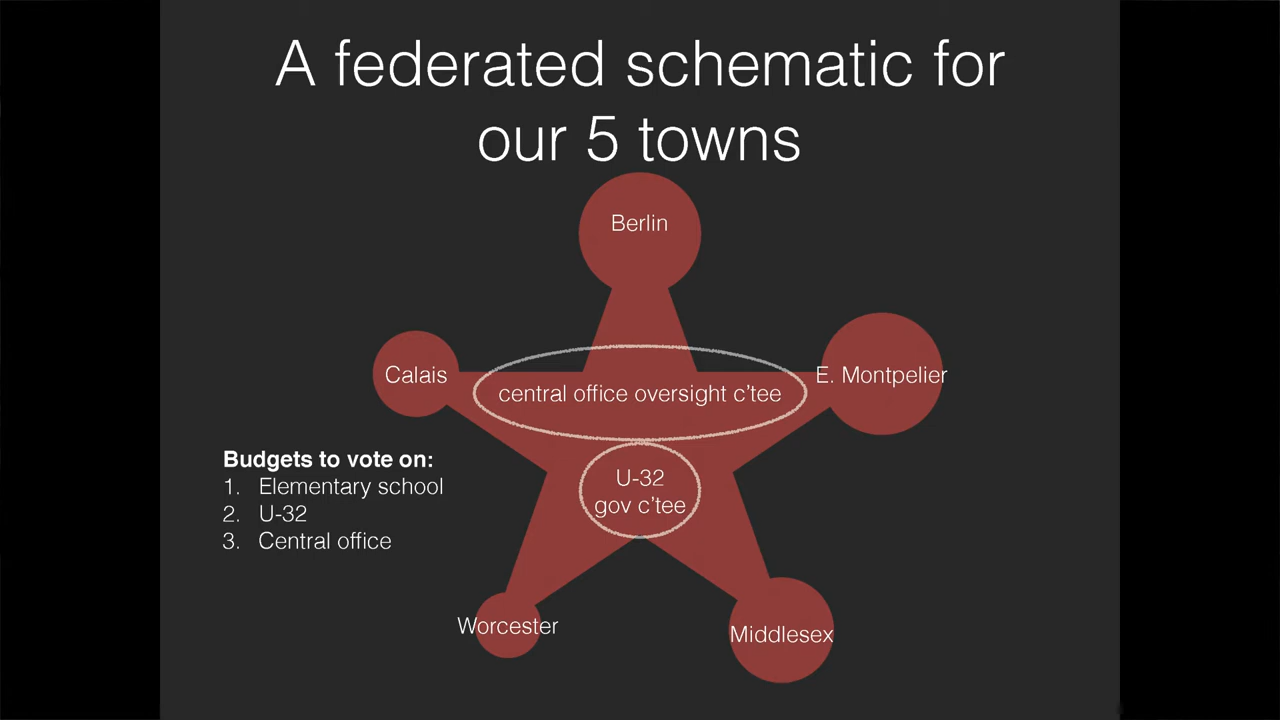 A federated schematic for
our 5 towns
Berlin
Calais
E. Montpelier
central office oversight c'tee
Budgets to vote on:
1. Elementary school
2. U-32
3. Central office
U-32
gov c'tee
Worcester
Middlesex